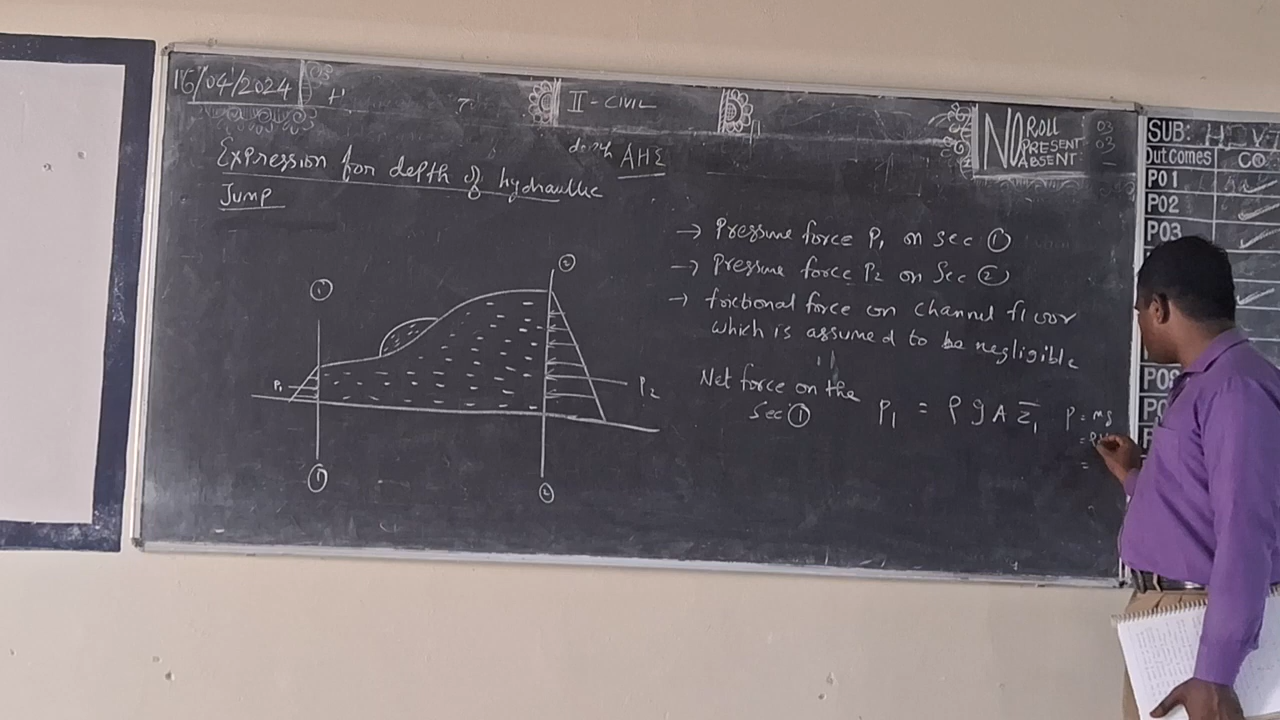 15/04/2024
II - CIVIL
NO
ROLL 03
PRESENT 03
ABSENT —
SUB: HDVT
Outcomes CO
PO1
PO2
PO3
AHE
Expression for depth of hydraulic
Jump
→ Pressure force P1 on sec ①
→ Pressure force P2 on sec ②
→ frictional force on channel floor
which is assumed to be negligible
Net force on the
Sec ①
P1 = ρ g A z̅1
P = mg
=
=
①
②
P1
P2
①
②